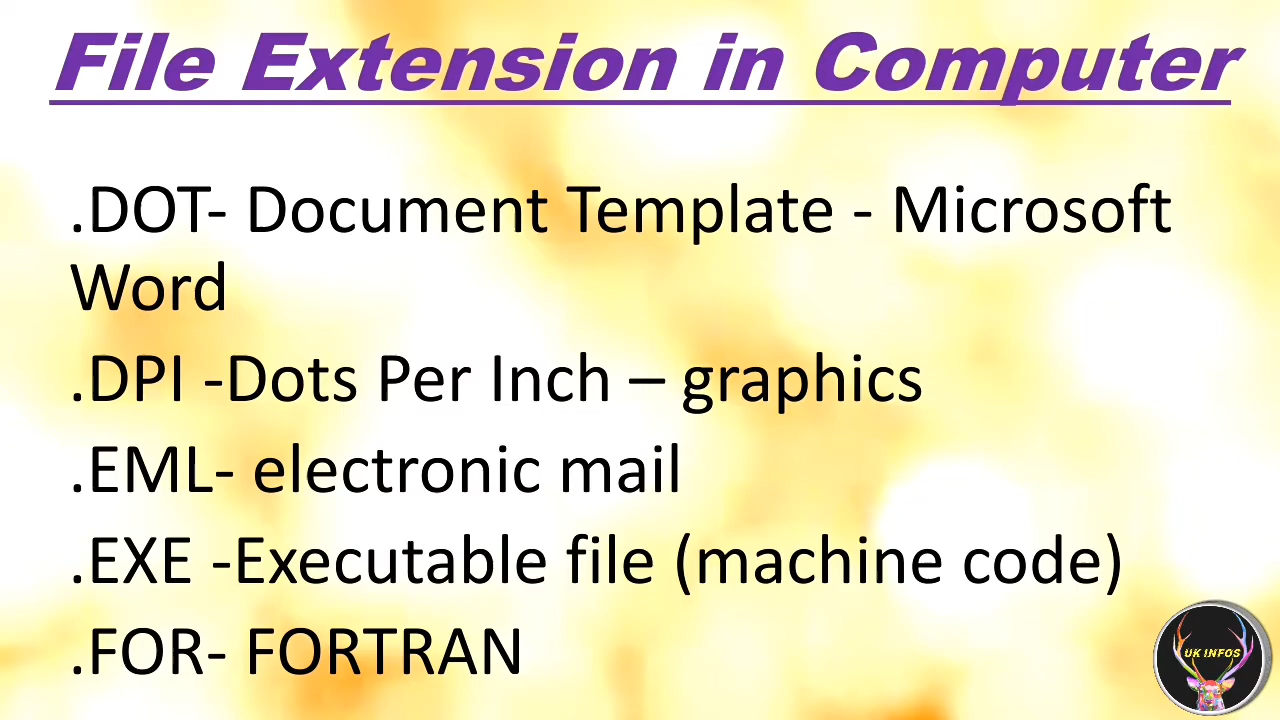 File Extension in Computer
.DOT- Document Template - Microsoft
Word
.DPI -Dots Per Inch – graphics
.EML- electronic mail
.EXE -Executable file (machine code)
.FOR- FORTRAN
UK INFOS